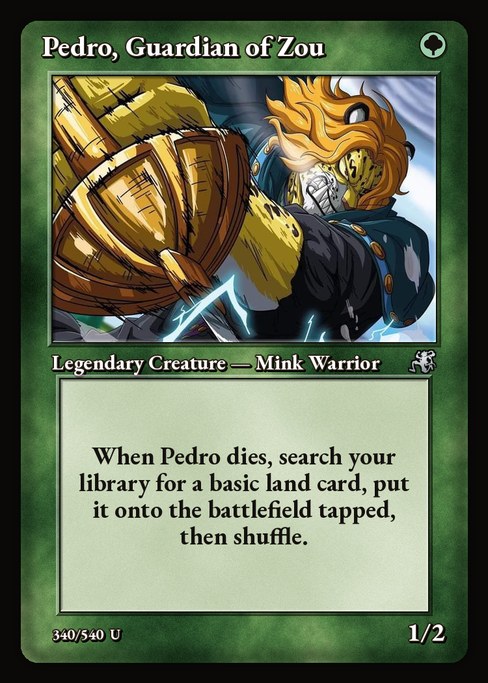 Pedro, Guardian of Zou
Legendary Creature — Mink Warrior
When Pedro dies, search your
library for a basic land card, put
it onto the battlefield tapped,
then shuffle.
340/540 U
1/2